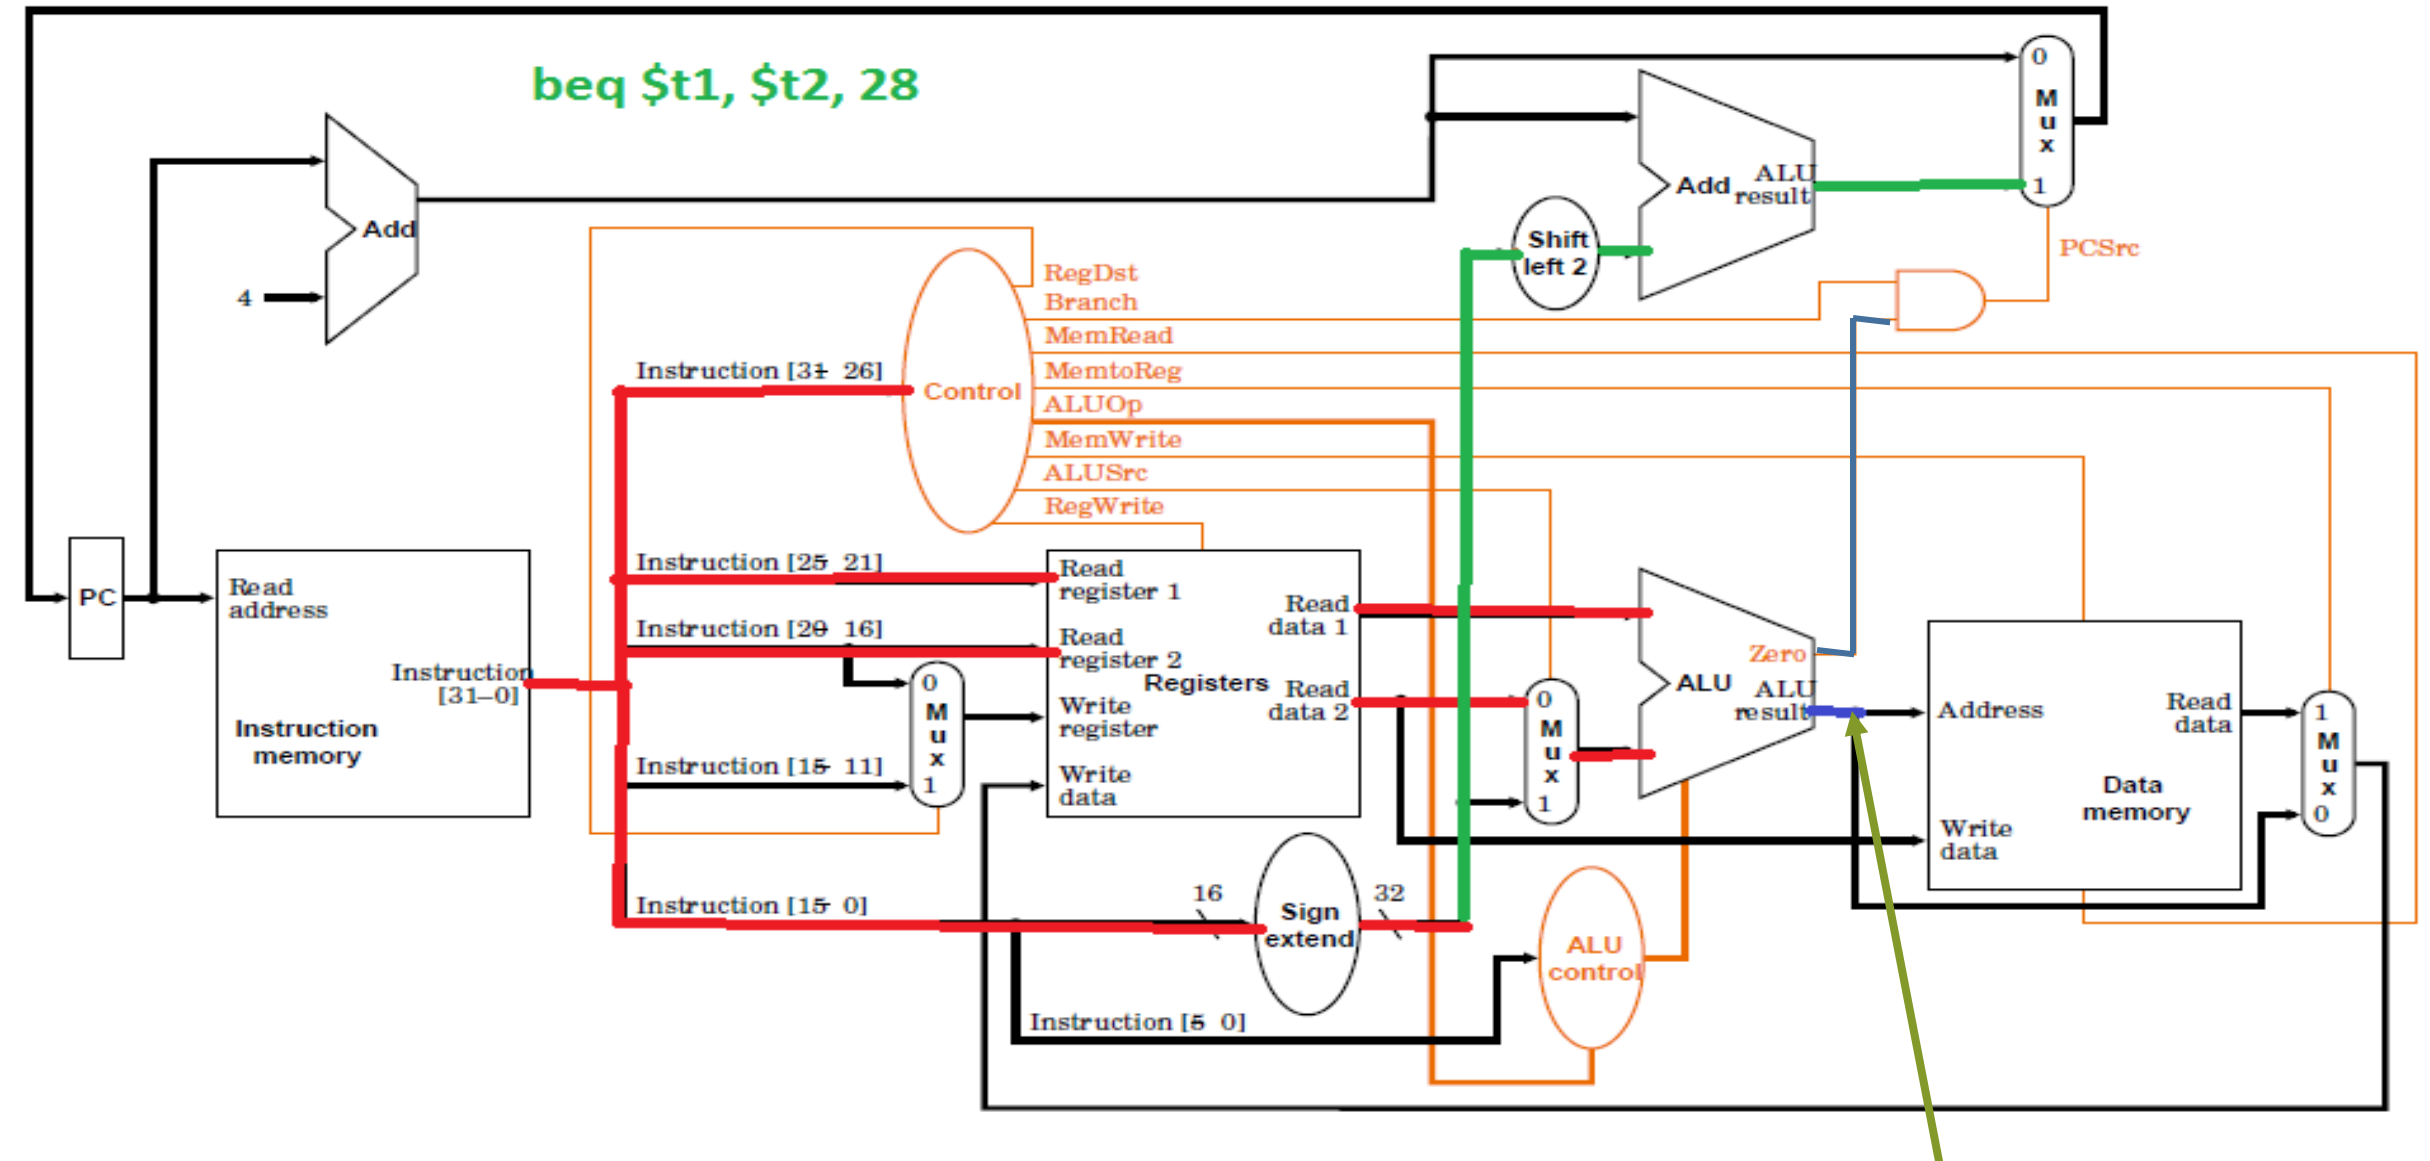 beq $t1, $t2, 28
0
M
u
x
1
ALU
Add result
Shift
left 2
PCSrc
Add
4
RegDst
Branch
MemRead
MemtoReg
ALUOp
MemWrite
ALUSrc
RegWrite
Control
Instruction [31 26]
Instruction [25 21]
Instruction [20 16]
Instruction [15 11]
Instruction [15 0]
Instruction [5 0]
PC
Read
address
Instruction
[31–0]
Instruction
memory
0
M
u
x
1
Read
register 1
Read
register 2
Registers
Write
register
Write
data
Read
data 1
Read
data 2
16
Sign
extend
32
0
M
u
x
1
Zero
ALU
ALU
result
ALU
control
Address
Read
data
Data
memory
Write
data
1
M
u
x
0